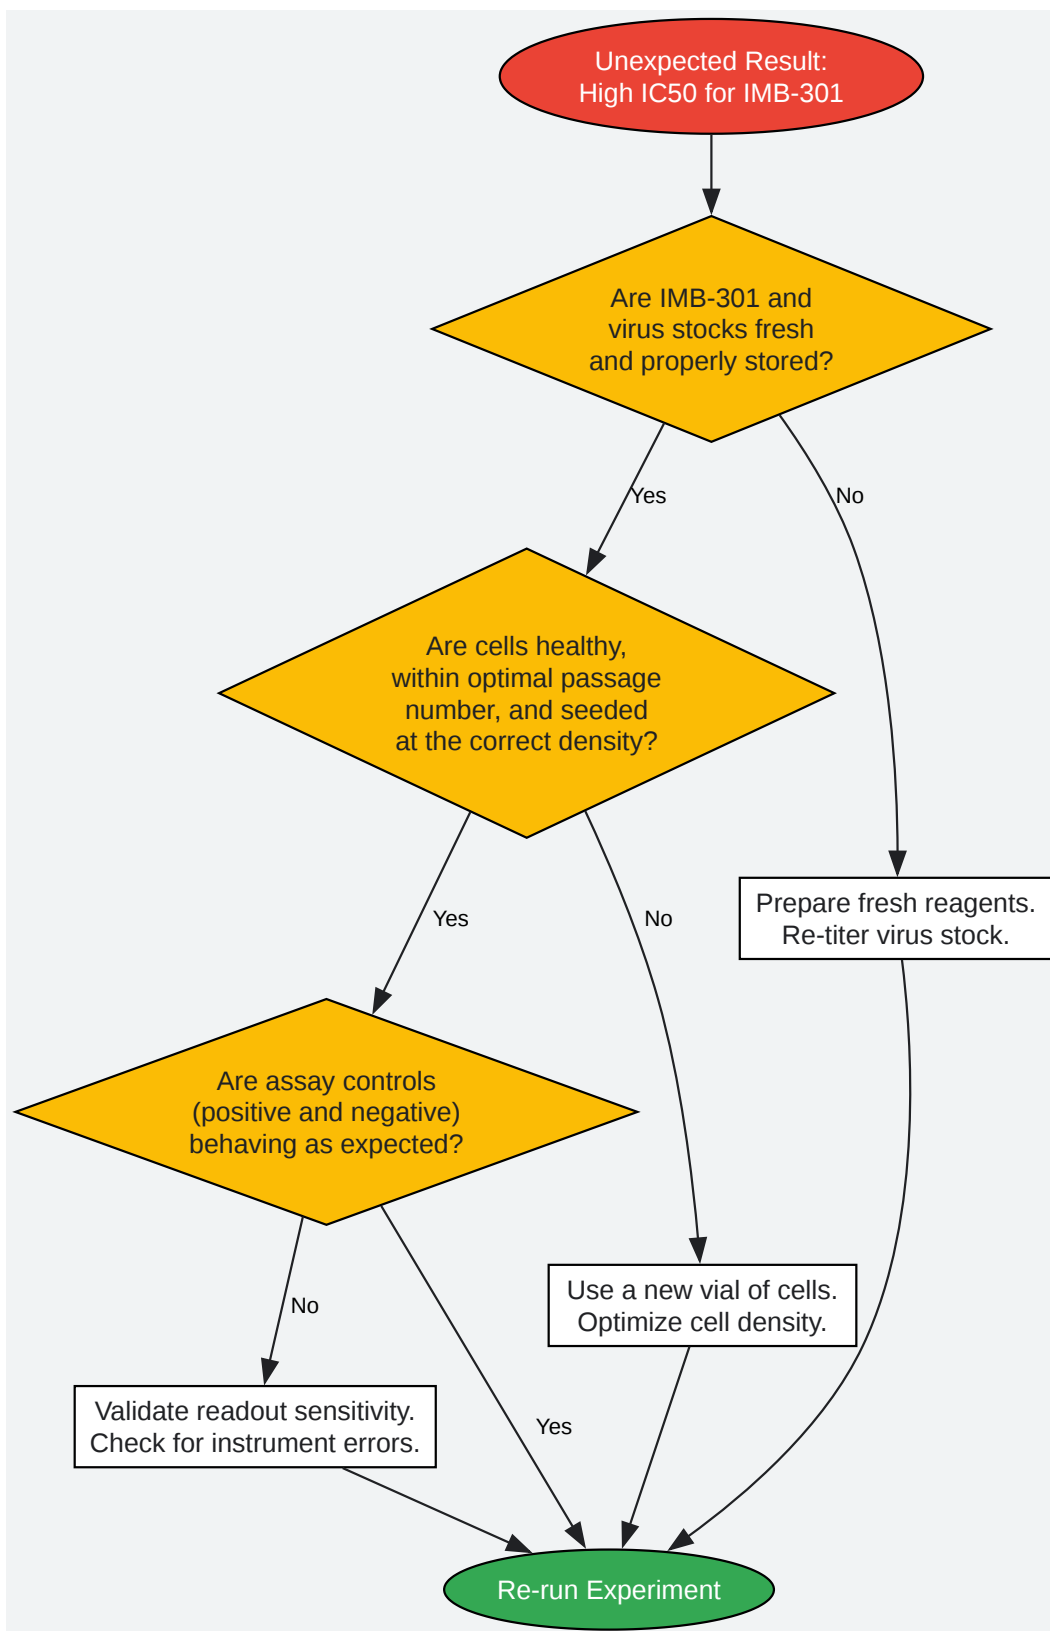 Unexpected Result:
High IC50 for IMB-301
Are IMB-301 and
virus stocks fresh
and properly stored?
Yes
No
Are cells healthy,
within optimal passage
number, and seeded
at the correct density?
Yes
No
Prepare fresh reagents.
Re-titer virus stock.
Are assay controls
(positive and negative)
behaving as expected?
No
Yes
Use a new vial of cells.
Optimize cell density.
Validate readout sensitivity.
Check for instrument errors.
Re-run Experiment